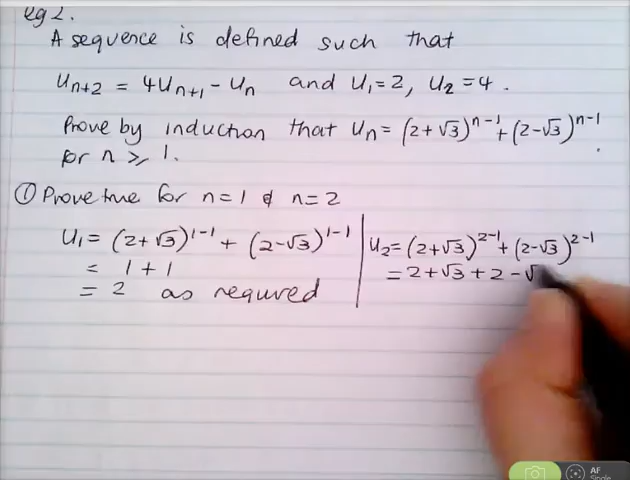 eg 2.
A sequence is defined such that
Uₙ₊₂ = 4Uₙ₊₁ - Uₙ and U₁ = 2, U₂ = 4.
Prove by induction that Uₙ = (2+√3)ⁿ⁻¹ + (2-√3)ⁿ⁻¹
for n ⩾ 1.
① Prove true for n=1 & n=2
U₁ = (2+√3)¹⁻¹ + (2-√3)¹⁻¹
= 1 + 1
= 2 as requred
U₂ = (2+√3)²⁻¹ + (2-√3)²⁻¹
= 2+√3 + 2 - √
AF
Single